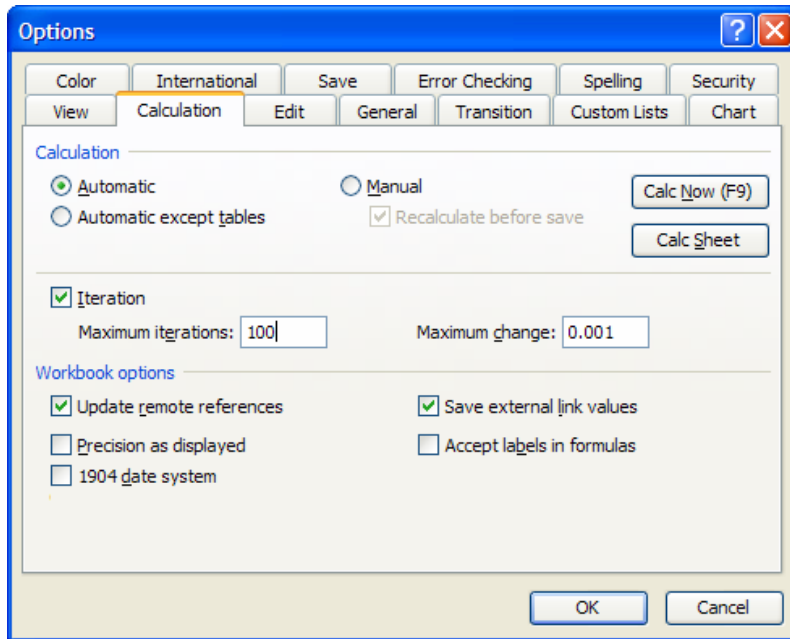 Options
Color International Save Error Checking Spelling Security
View Calculation Edit General Transition Custom Lists Chart
Calculation
Automatic Manual Calc Now (F9)
Automatic except tables Recalculate before save
Calc Sheet
Iteration
Maximum iterations: 100 Maximum change: 0.001
Workbook options
Update remote references Save external link values
Precision as displayed Accept labels in formulas
1904 date system
OK Cancel